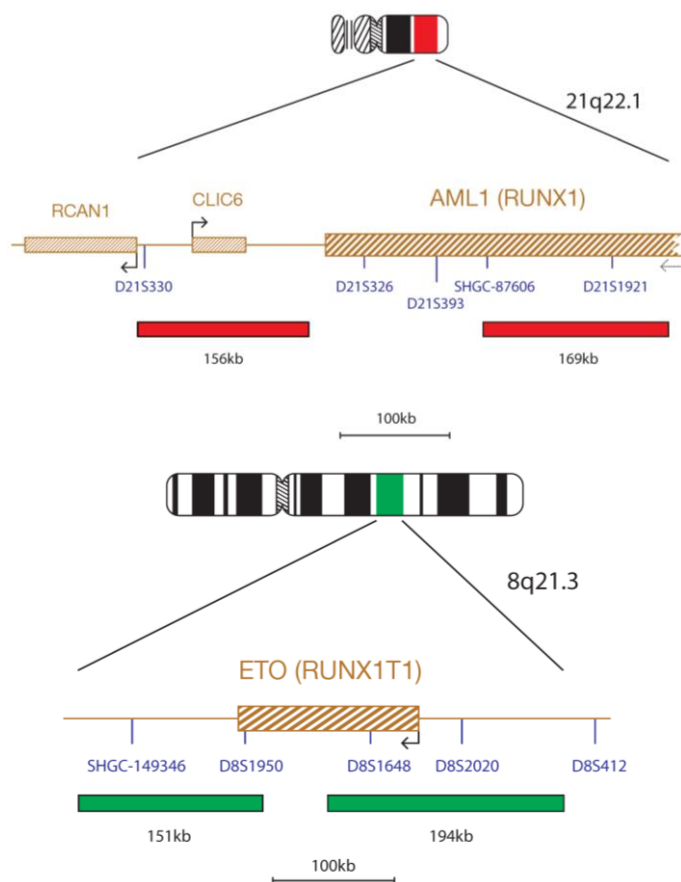 21q22.1
AML1 (RUNX1)
CLIC6
RCAN1
D21S330
D21S326
SHGC-87606
D21S1921
D21S393
156kb
169kb
100kb
8q21.3
ETO (RUNX1T1)
SHGC-149346
D8S1950
D8S1648
D8S2020
D8S412
151kb
194kb
100kb